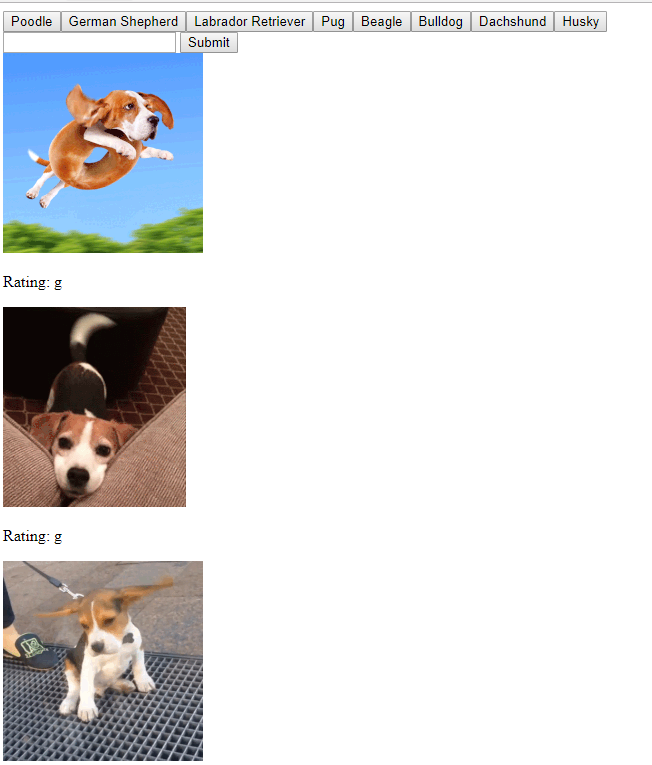 Poodle German Shepherd Labrador Retriever Pug Beagle Bulldog Dachshund Husky
Submit
Rating: g
Rating: g